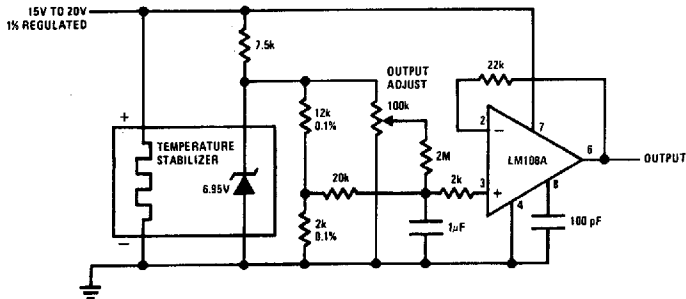 15V TO 20V
1% REGULATED
7.5k
OUTPUT
ADJUST
22k
12k
0.1%
100k
2
7
+
TEMPERATURE
STABILIZER
2M
−
LM108A
6
OUTPUT
6.95V
20k
2k
3
+
8
4
2k
0.1%
1μF
100 pF
−